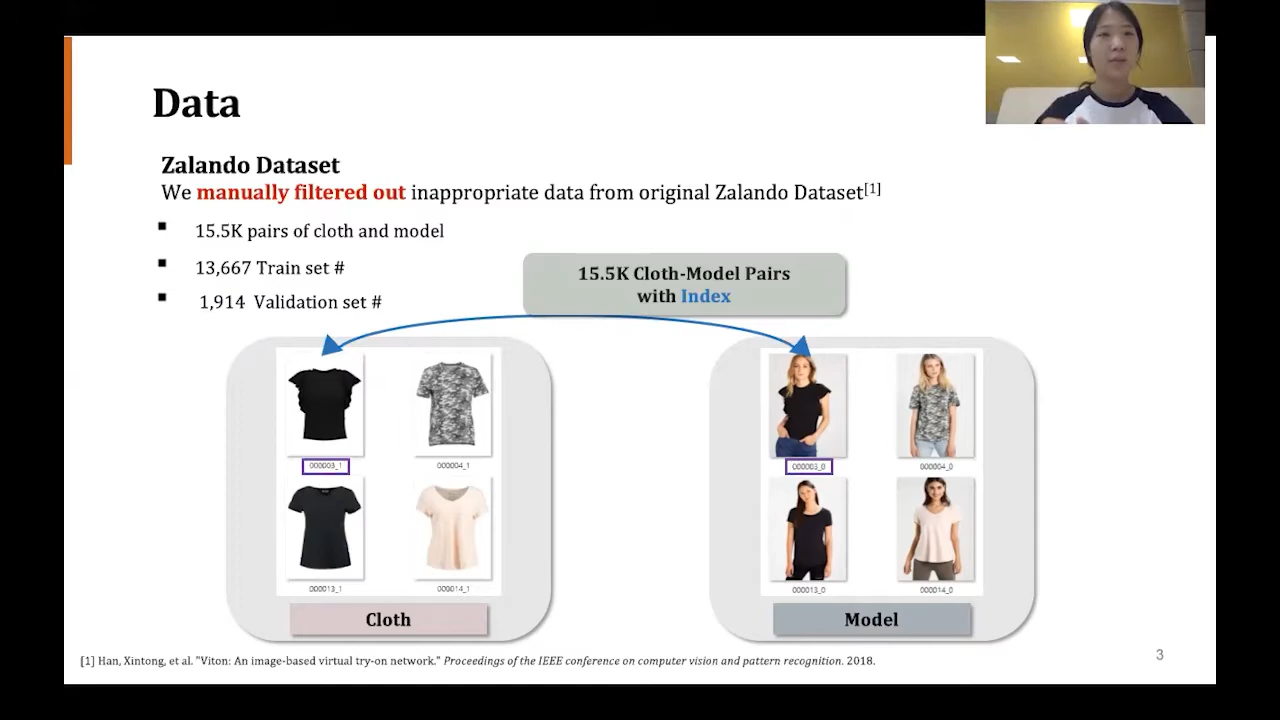 Data
Zalando Dataset
We manually filtered out inappropriate data from original Zalando Dataset[1]
▪ 15.5K pairs of cloth and model
▪ 13,667 Train set #
▪ 1,914 Validation set #
15.5K Cloth-Model Pairs
with Index
000003_1
000004_1
000013_1
000014_1
Cloth
000003_0
000004_0
000013_0
000014_0
Model
[1] Han, Xintong, et al. "Viton: An image-based virtual try-on network." Proceedings of the IEEE conference on computer vision and pattern recognition. 2018.
3